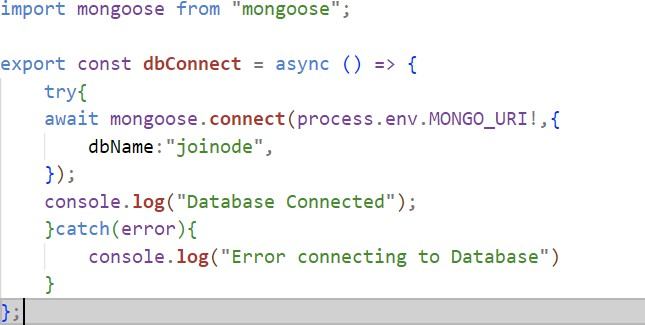 import mongoose from "mongoose";
export const dbConnect = async () => {
try{
await mongoose.connect(process.env.MONGO_URI!,{
dbName:"joinode",
});
console.log("Database Connected");
}catch(error){
console.log("Error connecting to Database")
}
};